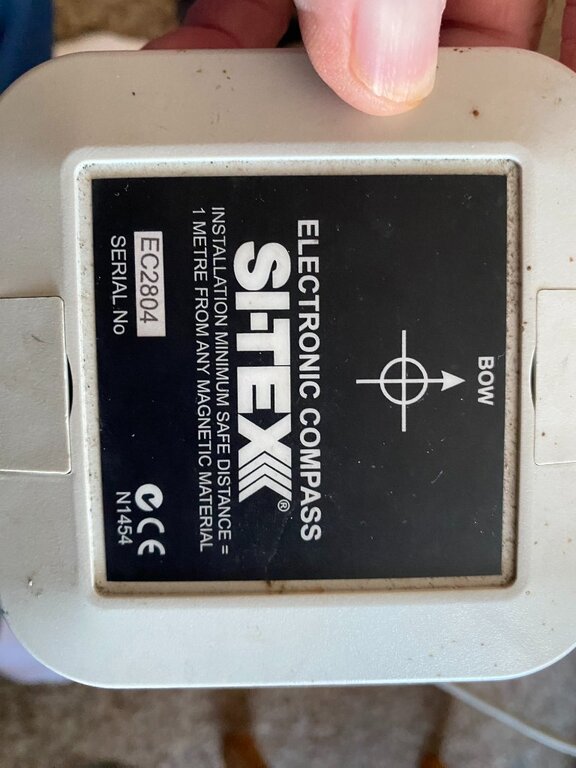 BOW
ELECTRONIC COMPASS
SI-TEX®
INSTALLATION MINIMUM SAFE DISTANCE =
1 METRE FROM ANY MAGNETIC MATERIAL
EC2804
SERIAL No
CE
N1454